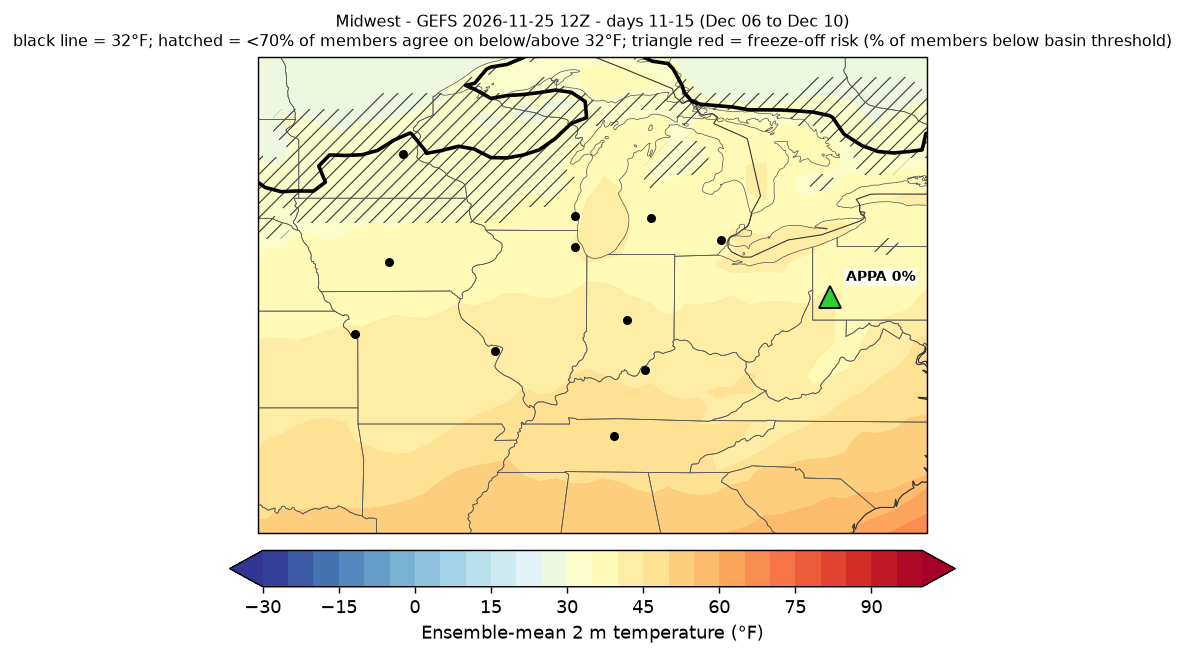 Midwest - GEFS 2026-11-25 12Z - days 11-15 (Dec 06 to Dec 10)
black line = 32°F; hatched = <70% of members agree on below/above 32°F; triangle red = freeze-off risk (% of members below basin threshold)
APPA 0%
−30 −15 0 15 30 45 60 75 90
Ensemble-mean 2 m temperature (°F)